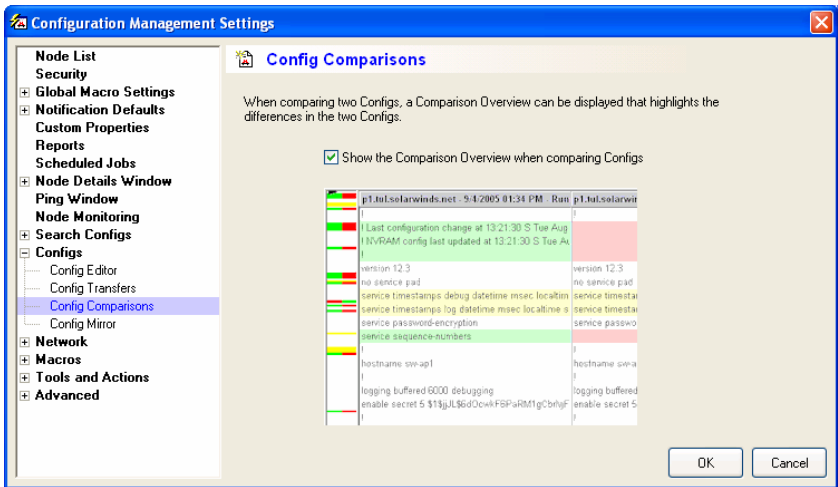 Configuration Management Settings
Node List
Security
Global Macro Settings
Notification Defaults
Custom Properties
Reports
Scheduled Jobs
Node Details Window
Ping Window
Node Monitoring
Search Configs
Configs
Config Editor
Config Transfers
Config Comparisons
Config Mirror
Network
Macros
Tools and Actions
Advanced
Config Comparisons
When comparing two Configs, a Comparison Overview can be displayed that highlights the
differences in the two Configs.
Show the Comparison Overview when comparing Configs
p1.tul.solarwinds.net - 9/4/2005 01:34 PM - Run p1.tul.solarwin
!
! Last configuration change at 13:21:30 S Tue Aug
! NVRAM config last updated at 13:21:30 S Tue Au
!
version 12.3 version 12.3
no service pad no service pad
service timestamps debug datetime msec localtim service timesta
service timestamps log datetime msec localtime s service timesta
service password-encryption service passwo
service sequence-numbers
! !
hostname sw-ap1 hostname sw-a
! !
logging buffered 6000 debugging logging buffered
enable secret 5 enable secret 5
! !
OK
Cancel